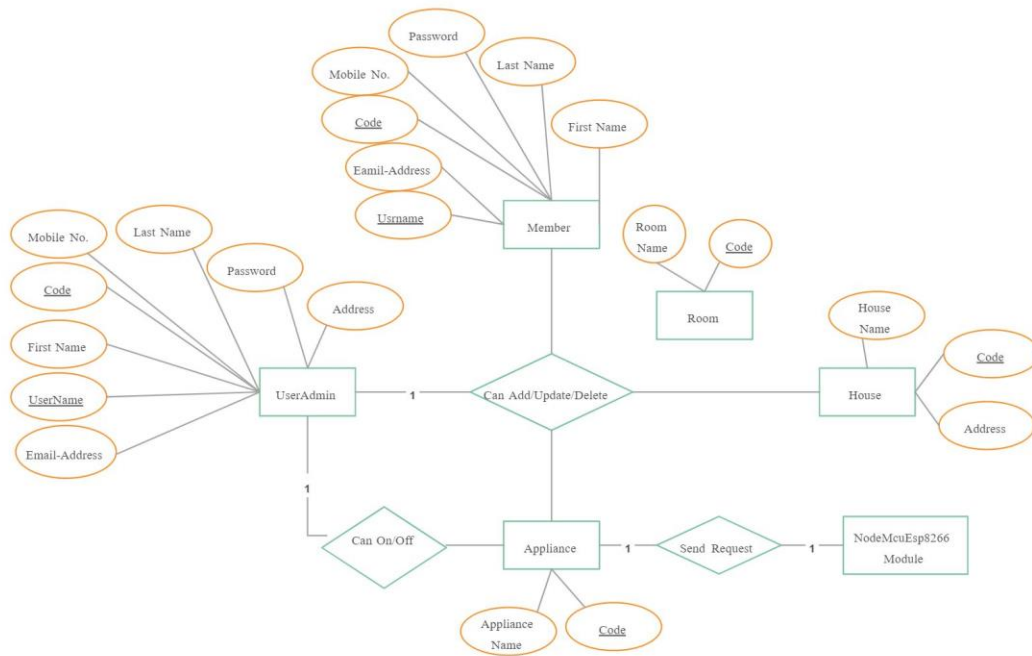 Password
Last Name
Mobile No.
Code
First Name
Eamil-Address
Usrname
Member
Room
Name
Code
Room
Mobile No.
Last Name
Password
Code
Address
First Name
UserName
Email-Address
UserAdmin
1
Can Add/Update/Delete
House
Name
Code
House
Address
1
Can On/Off
Appliance
1
Send Request
1
NodeMcuEsp8266
Module
Appliance
Name
Code